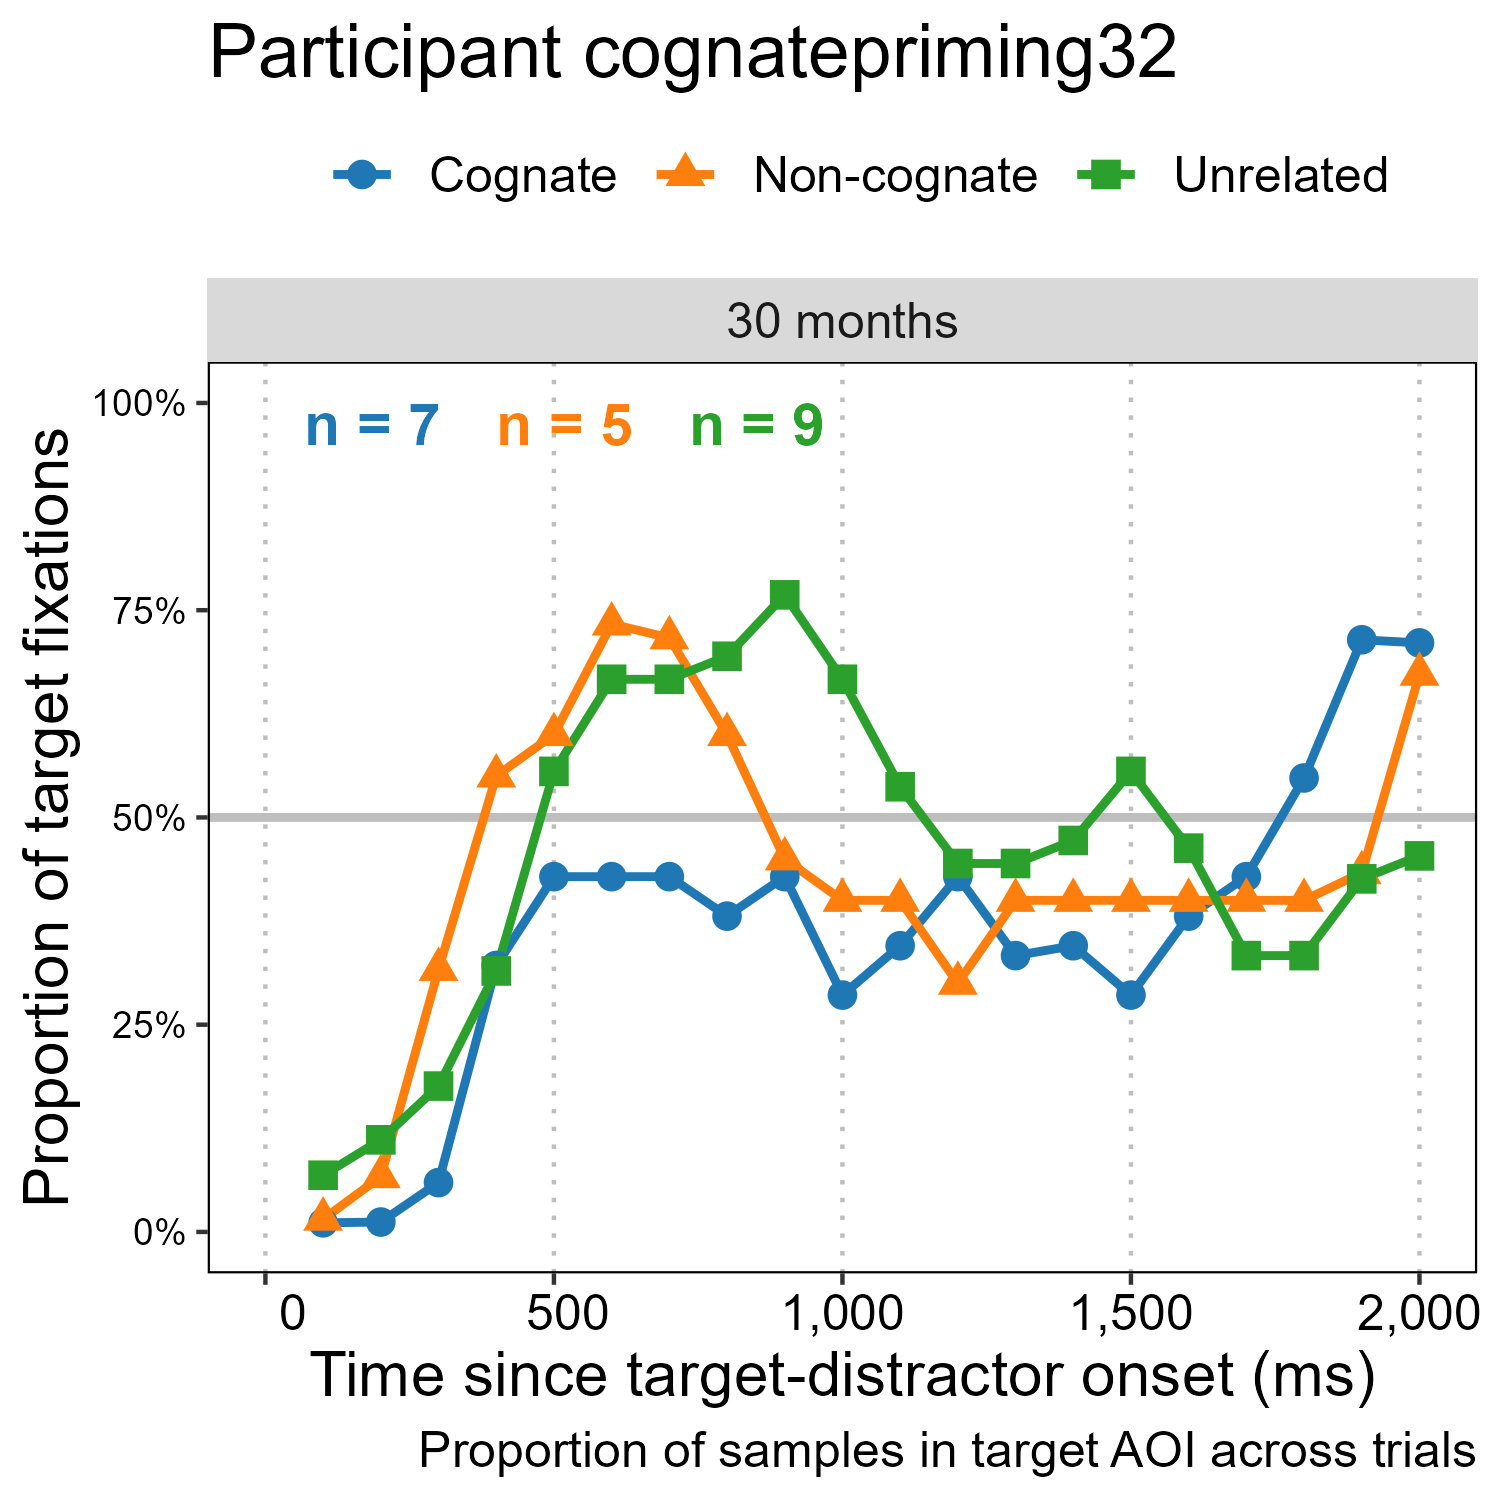 Participant cognatepriming32
Cognate Non-cognate Unrelated
30 months
n = 7 n = 5 n = 9
100%
75%
50%
25%
0%
Proportion of target fixations
0 500 1,000 1,500 2,000
Time since target-distractor onset (ms)
Proportion of samples in target AOI across trials